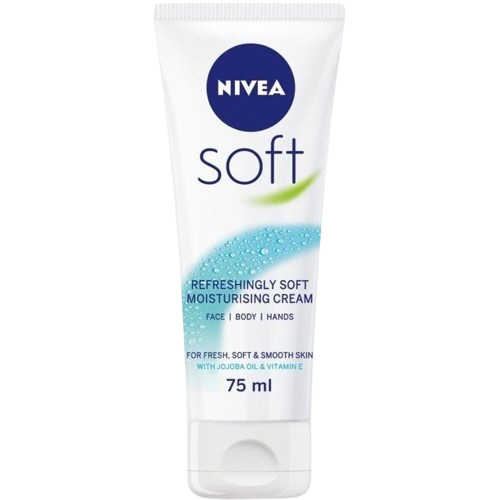 NIVEA
soft
REFRESHINGLY SOFT
MOISTURISING CREAM
FACE | BODY | HANDS
FOR FRESH, SOFT & SMOOTH SKIN
WITH JOJOBA OIL & VITAMIN E
75 ml